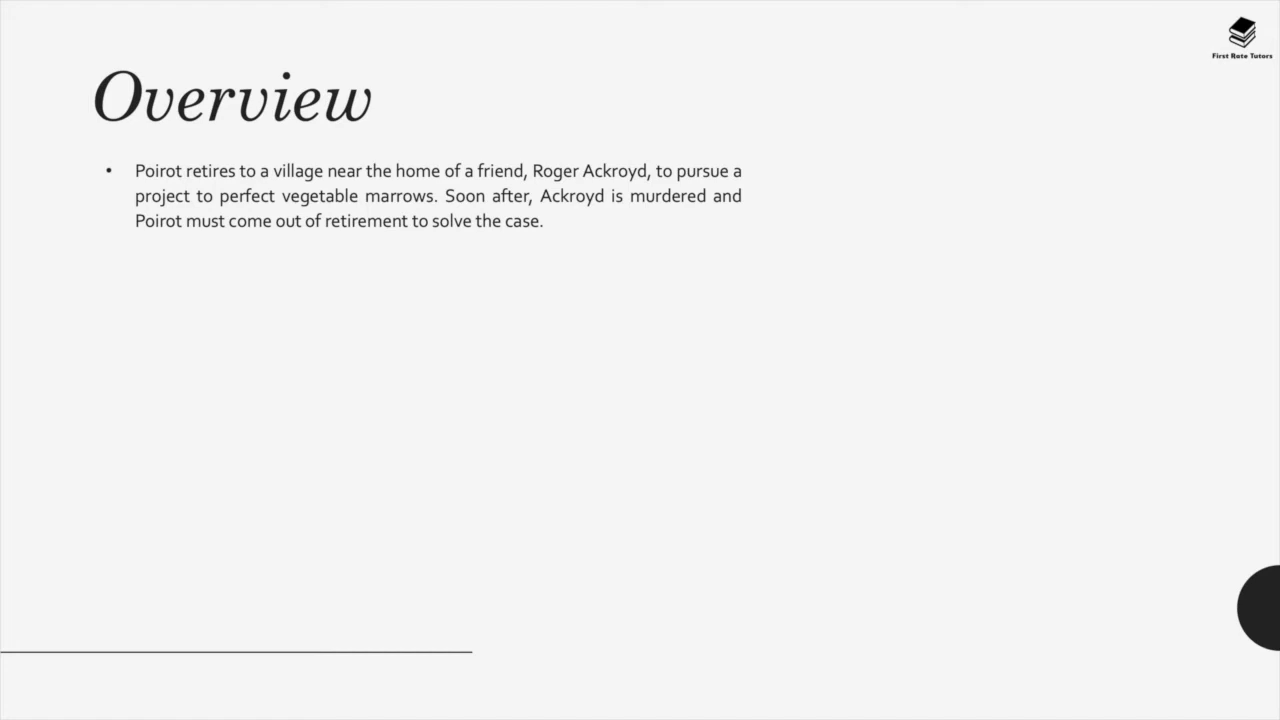 First Rate Tutors
Overview
• Poirot retires to a village near the home of a friend, Roger Ackroyd, to pursue a
project to perfect vegetable marrows. Soon after, Ackroyd is murdered and
Poirot must come out of retirement to solve the case.